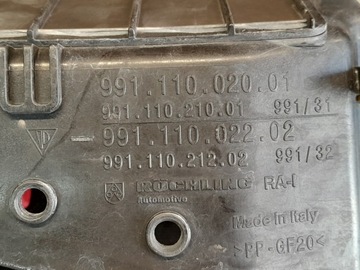 991.110.020.01
991.110.210.01 991/31
991.110.022.02
991.110.212.02 991/32
RÖCHLING RA-I
Automotive
Made in Italy
>PP-GF20<